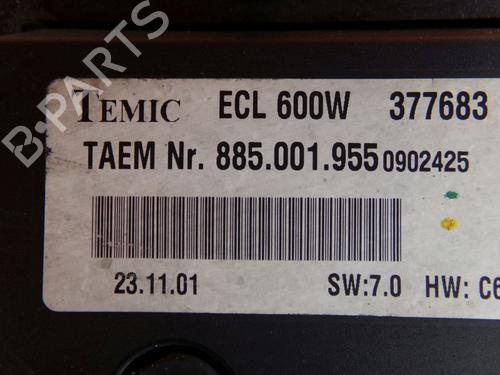 TEMIC ECL 600W 377683
TAEM Nr. 885.001.955 0902425
23.11.01 SW:7.0 HW: C6
B-PARTS